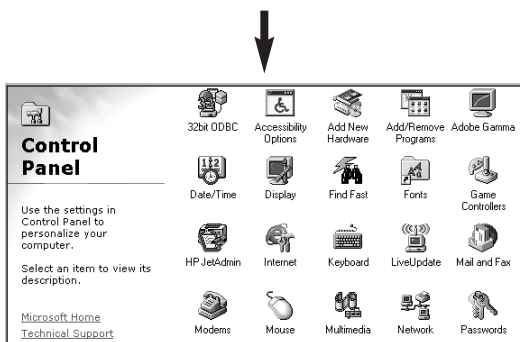 Control
Panel
Use the settings in
Control Panel to
personalize your
computer.
Select an item to view its
description.
Microsoft Home
Technical Support
32bit ODBC
Accessibility
Options
Add New
Hardware
Add/Remove
Programs
Adobe Gamma
Date/Time
Display
Find Fast
Fonts
Game
Controllers
HP JetAdmin
Internet
Keyboard
LiveUpdate
Mail and Fax
Modems
Mouse
Multimedia
Network
Passwords